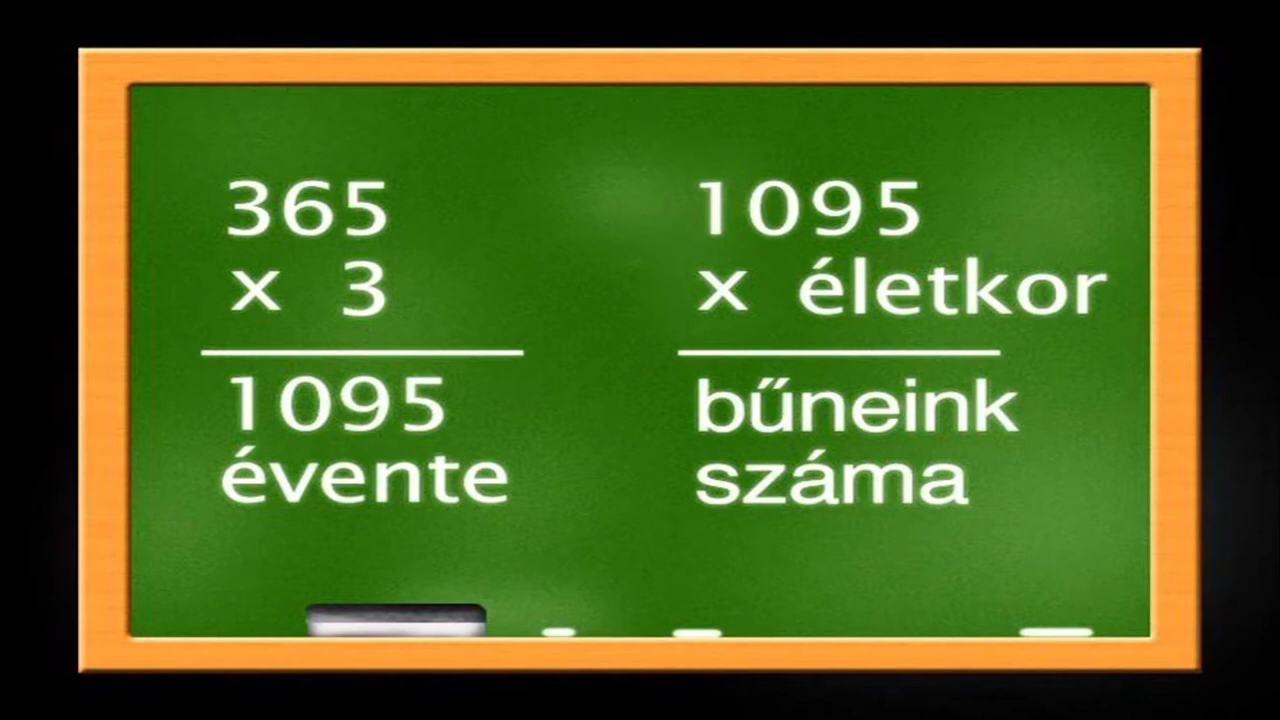 365
x 3
1095
évente
1095
x életkor
bűneink
száma